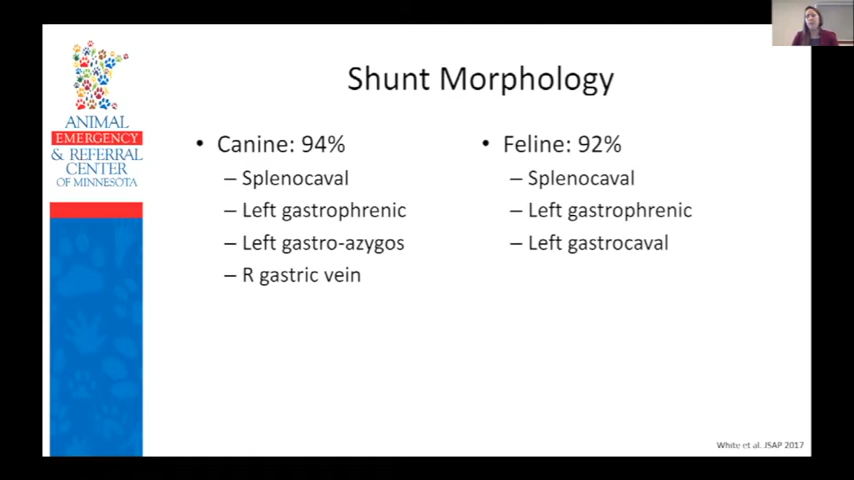 Shunt Morphology
ANIMAL
EMERGENCY
& REFERRAL
CENTER
OF MINNESOTA
• Canine: 94%
– Splenocaval
– Left gastrophrenic
– Left gastro-azygos
– R gastric vein
• Feline: 92%
– Splenocaval
– Left gastrophrenic
– Left gastrocaval
White et al. JSAP 2017